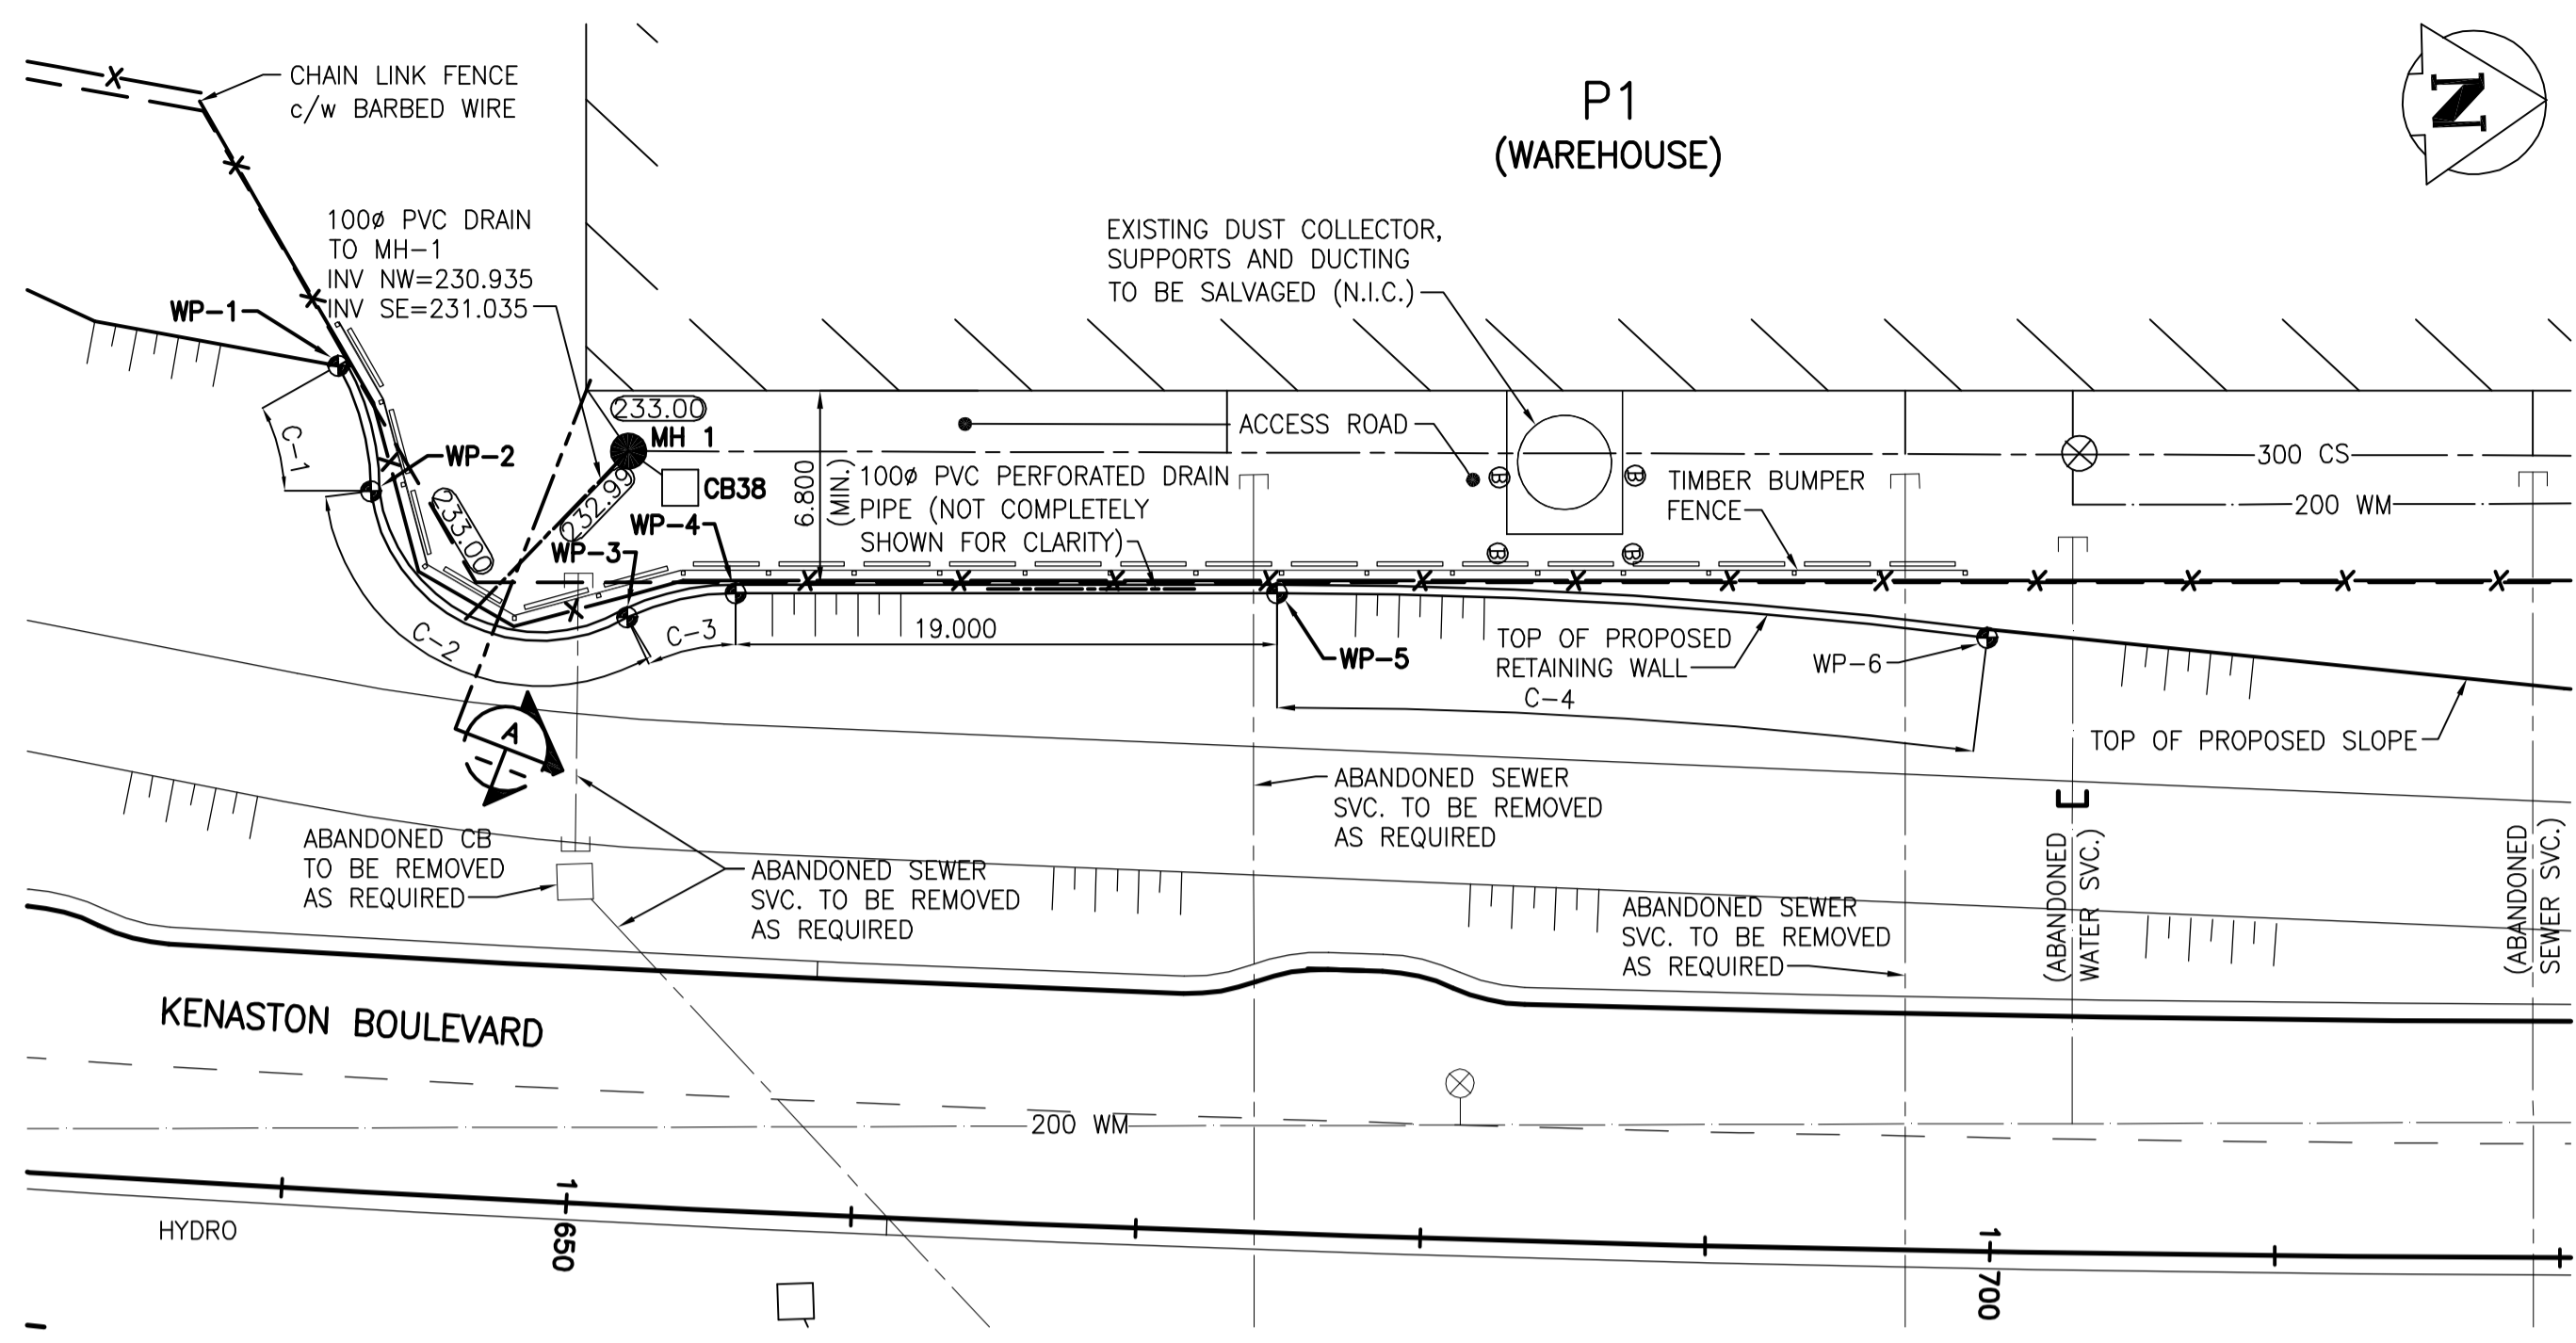 CHAIN LINK FENCE
c/w BARBED WIRE
P1
(WAREHOUSE)
N
100ø PVC DRAIN
TO MH-1
INV NW=230.935
INV SE=231.035
WP-1
EXISTING DUST COLLECTOR,
SUPPORTS AND DUCTING
TO BE SALVAGED (N.I.C.)
233.00
MH 1
ACCESS ROAD
C-1
WP-2
CB38
232.99
233.00
6.800
(MIN.)
100ø PVC PERFORATED DRAIN
PIPE (NOT COMPLETELY
SHOWN FOR CLARITY)
B
B
B
B
TIMBER BUMPER
FENCE
300 CS
200 WM
WP-4
WP-3
C-2
C-3
19.000
WP-5
TOP OF PROPOSED
RETAINING WALL
WP-6
C-4
TOP OF PROPOSED SLOPE
A
ABANDONED SEWER
SVC. TO BE REMOVED
AS REQUIRED
ABANDONED CB
TO BE REMOVED
AS REQUIRED
ABANDONED SEWER
SVC. TO BE REMOVED
AS REQUIRED
ABANDONED SEWER
SVC. TO BE REMOVED
AS REQUIRED
(ABANDONED
WATER SVC.)
(ABANDONED
SEWER SVC.)
KENASTON BOULEVARD
200 WM
HYDRO
1
650
1
700